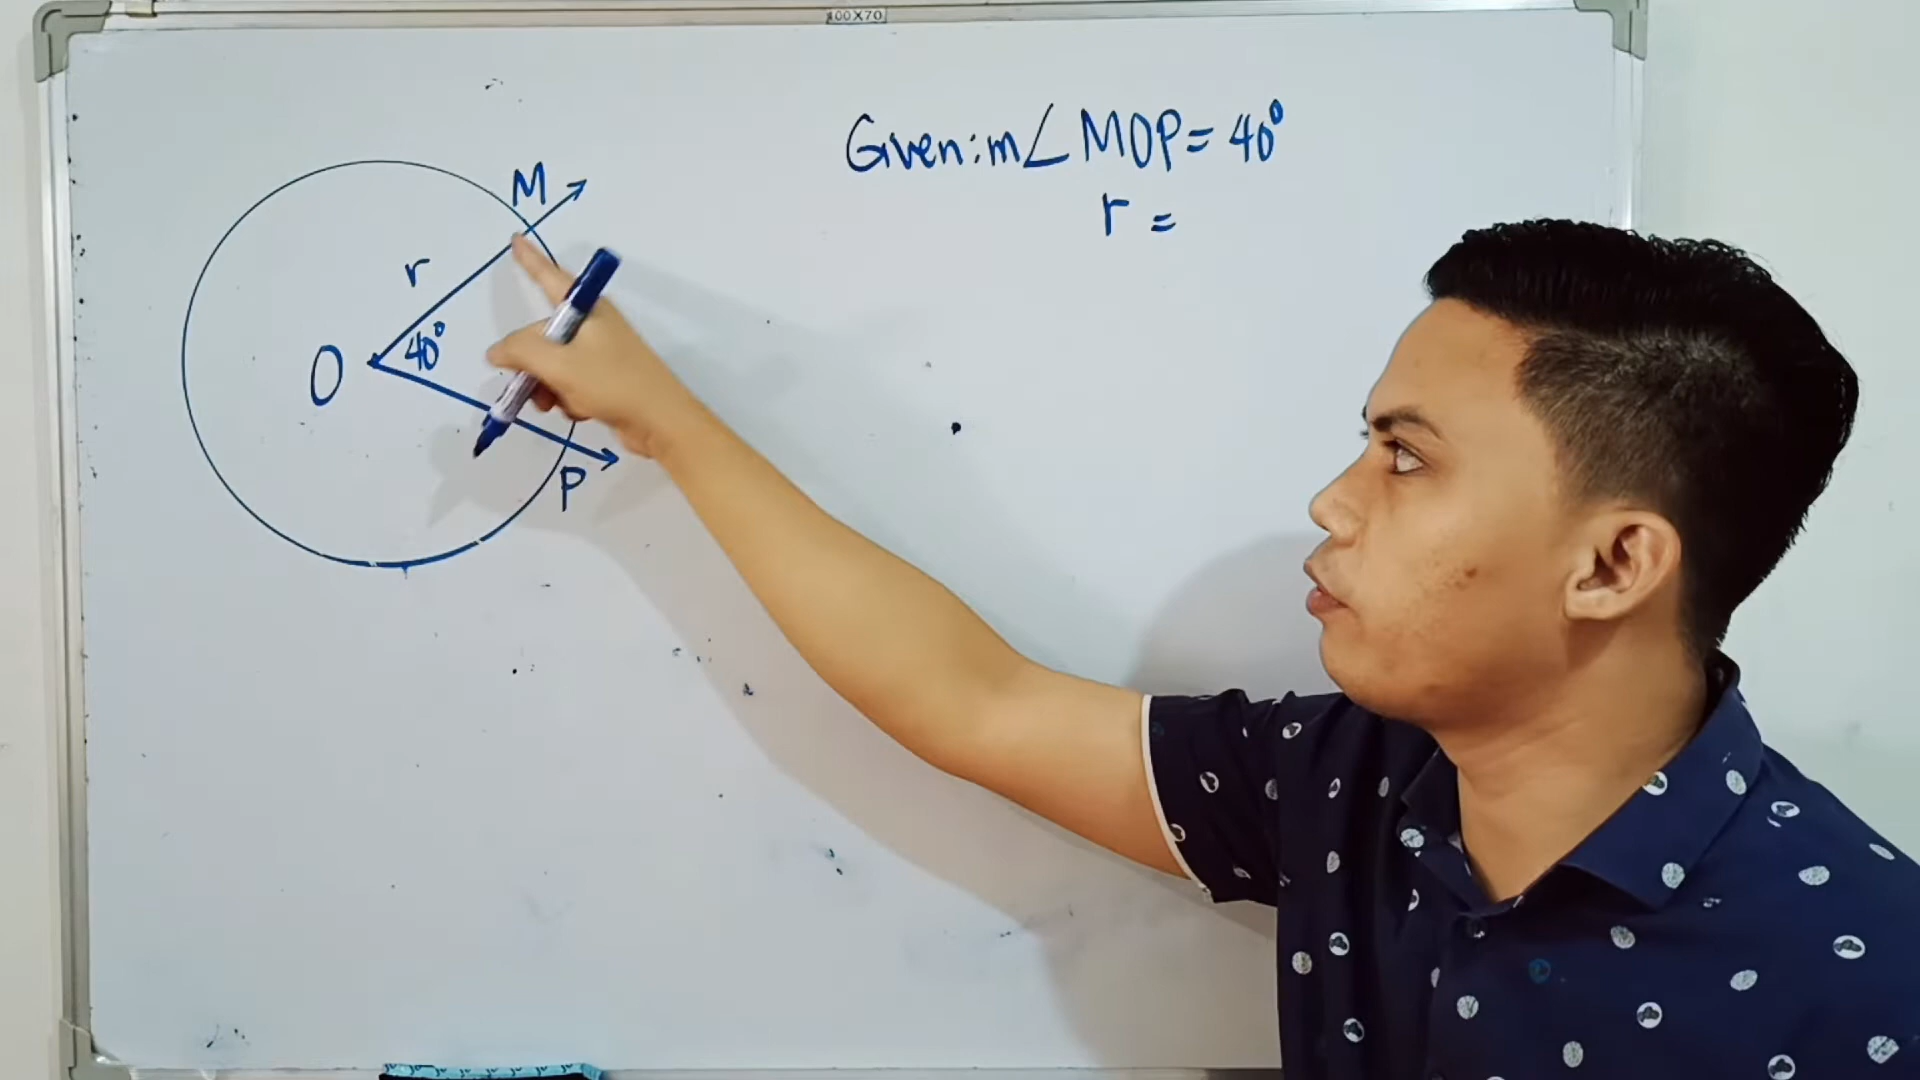 100X70
Given: m∠MOP = 40°
r =
M
r
40°
O
P